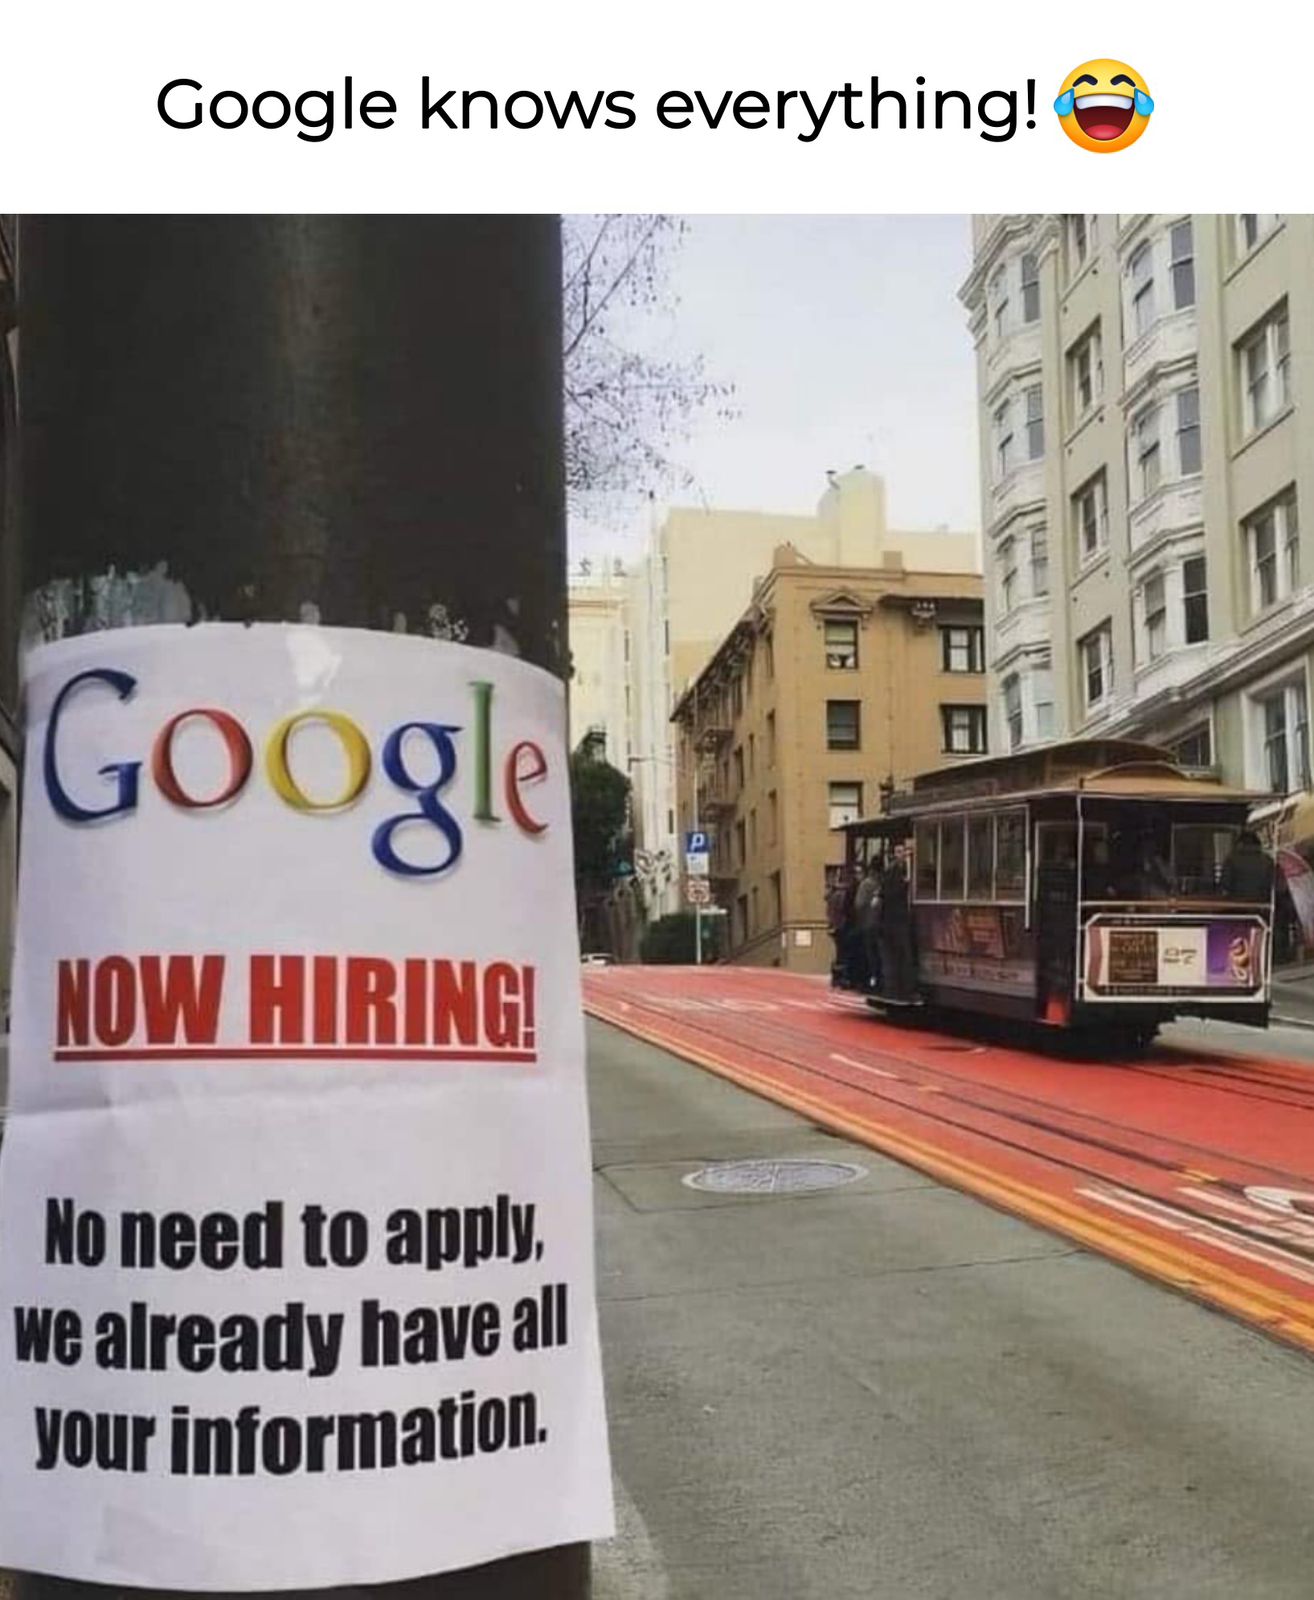 Google knows everything!😂
Google
NOW HIRING!
No need to apply,
we already have all
your information.
P